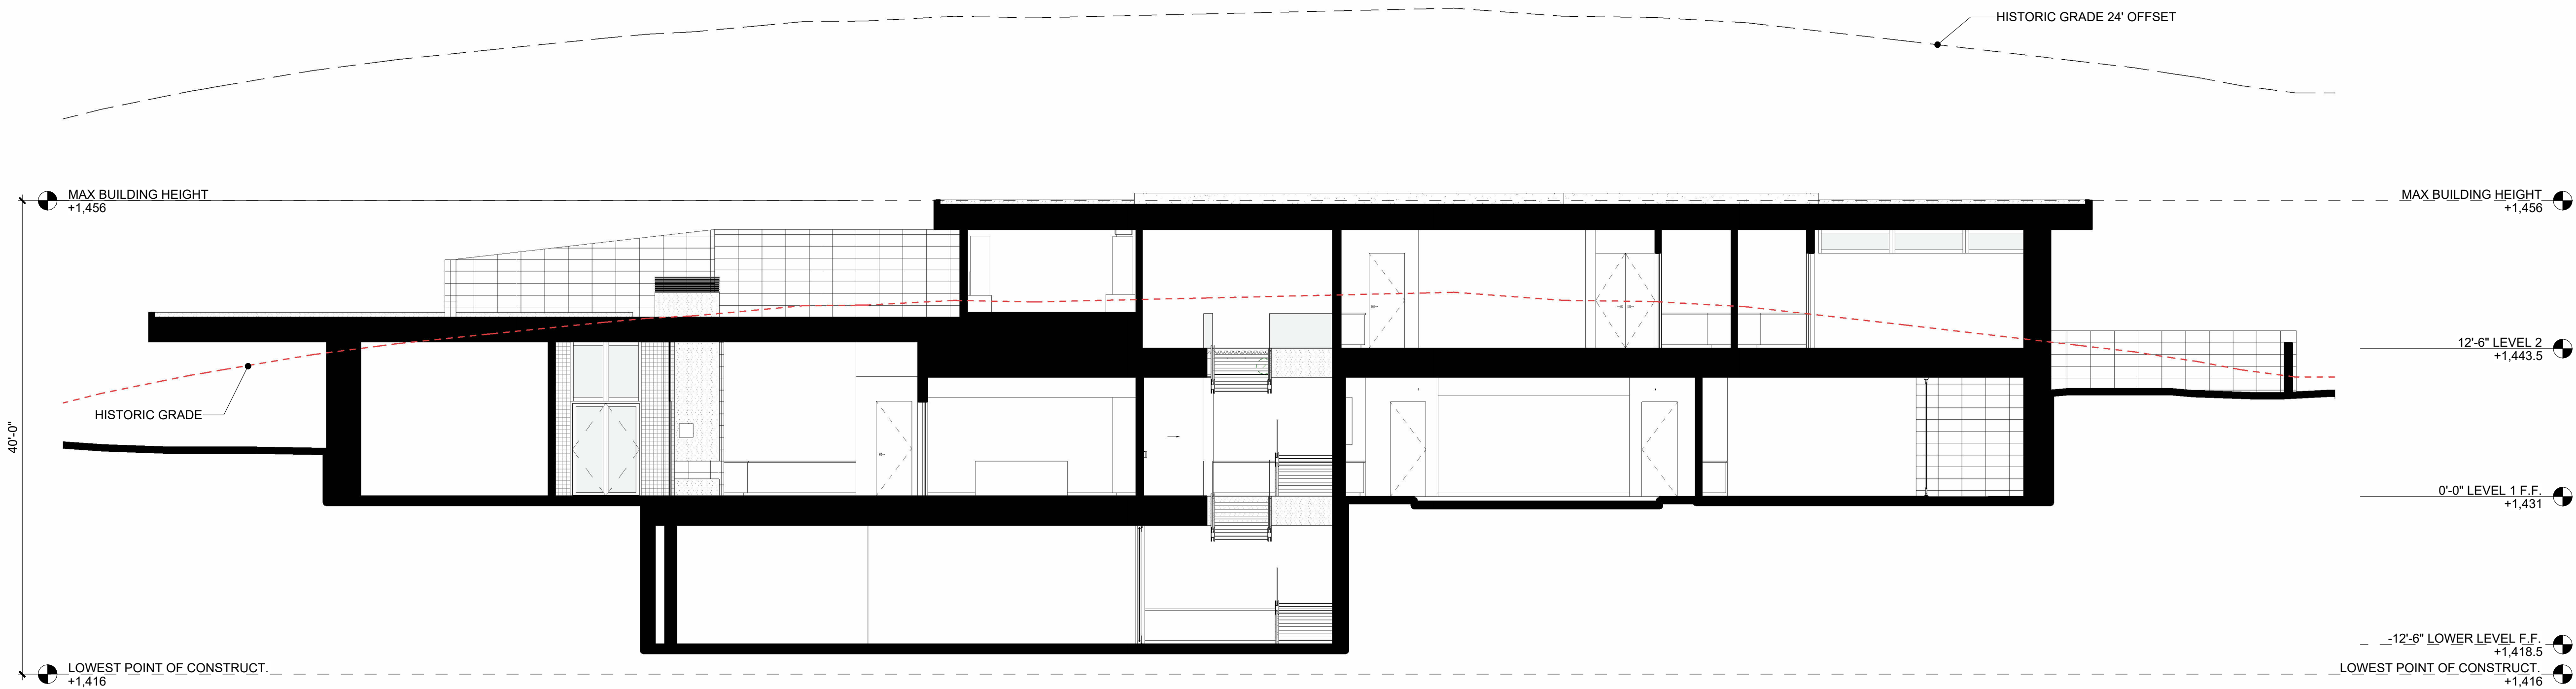 HISTORIC GRADE 24' OFFSET
MAX BUILDING HEIGHT
+1,456
MAX BUILDING HEIGHT
+1,456
12'-6" LEVEL 2
+1,443.5
HISTORIC GRADE
40'-0"
0'-0" LEVEL 1 F.F.
+1,431
-12'-6" LOWER LEVEL F.F.
+1,418.5
LOWEST POINT OF CONSTRUCT.
+1,416
LOWEST POINT OF CONSTRUCT.
+1,416